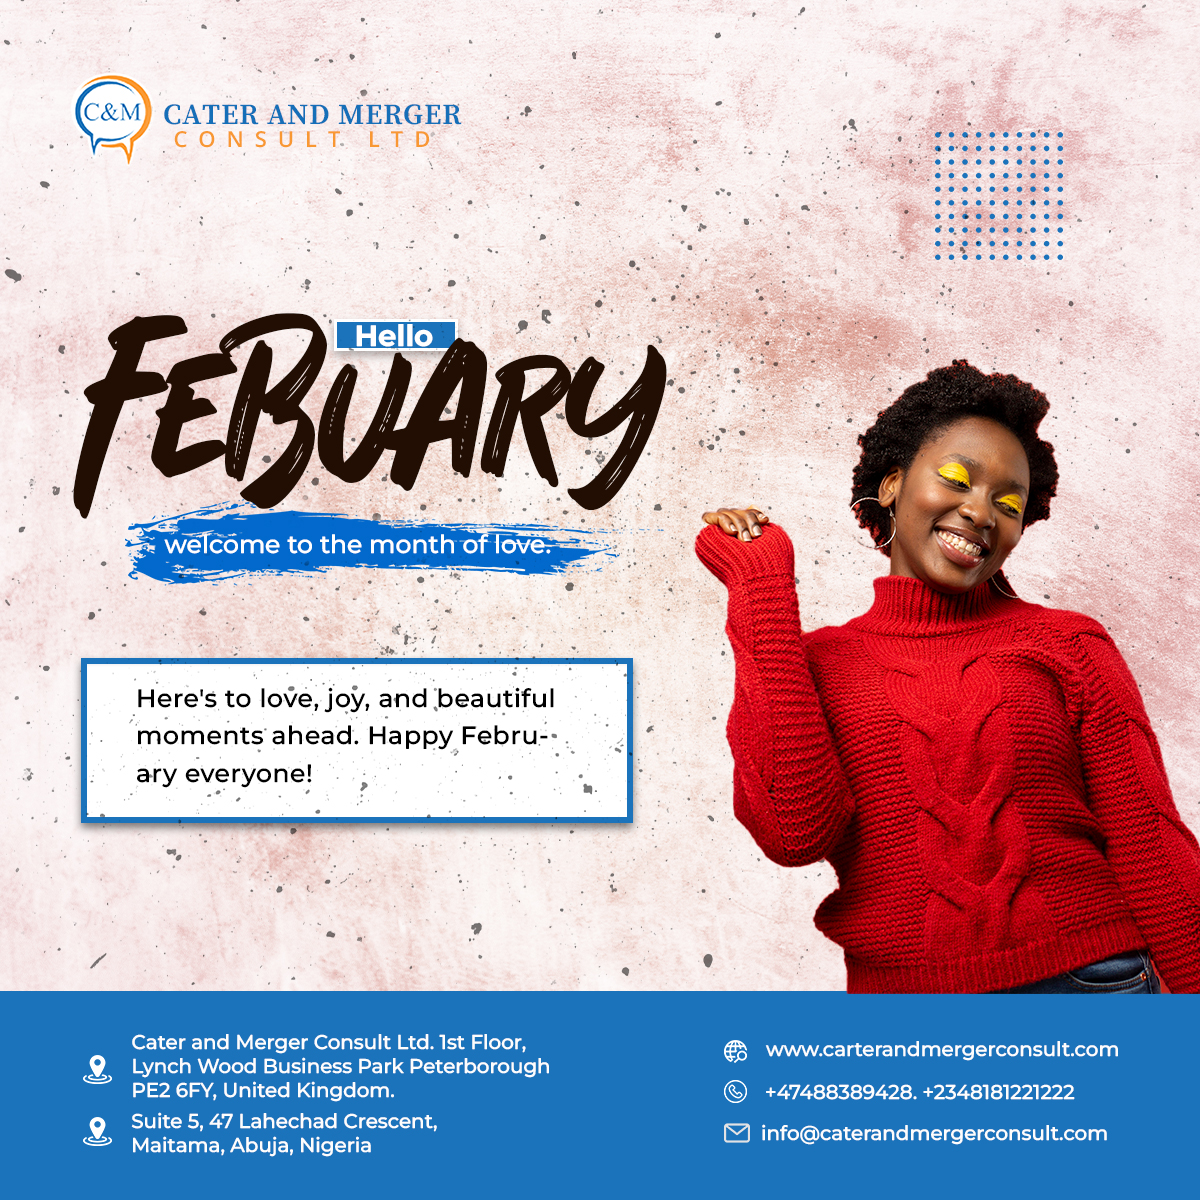 C&M
CATER AND MERGER
CONSULT LTD
Hello
FEBUARY
welcome to the month of love.
Here's to love, joy, and beautiful
moments ahead. Happy Febru-
ary everyone!
Cater and Merger Consult Ltd. 1st Floor,
Lynch Wood Business Park Peterborough
PE2 6FY, United Kingdom.
Suite 5, 47 Lahechad Crescent,
Maitama, Abuja, Nigeria
www.carterandmergerconsult.com
+47488389428. +2348181221222
info@caterandmergerconsult.com